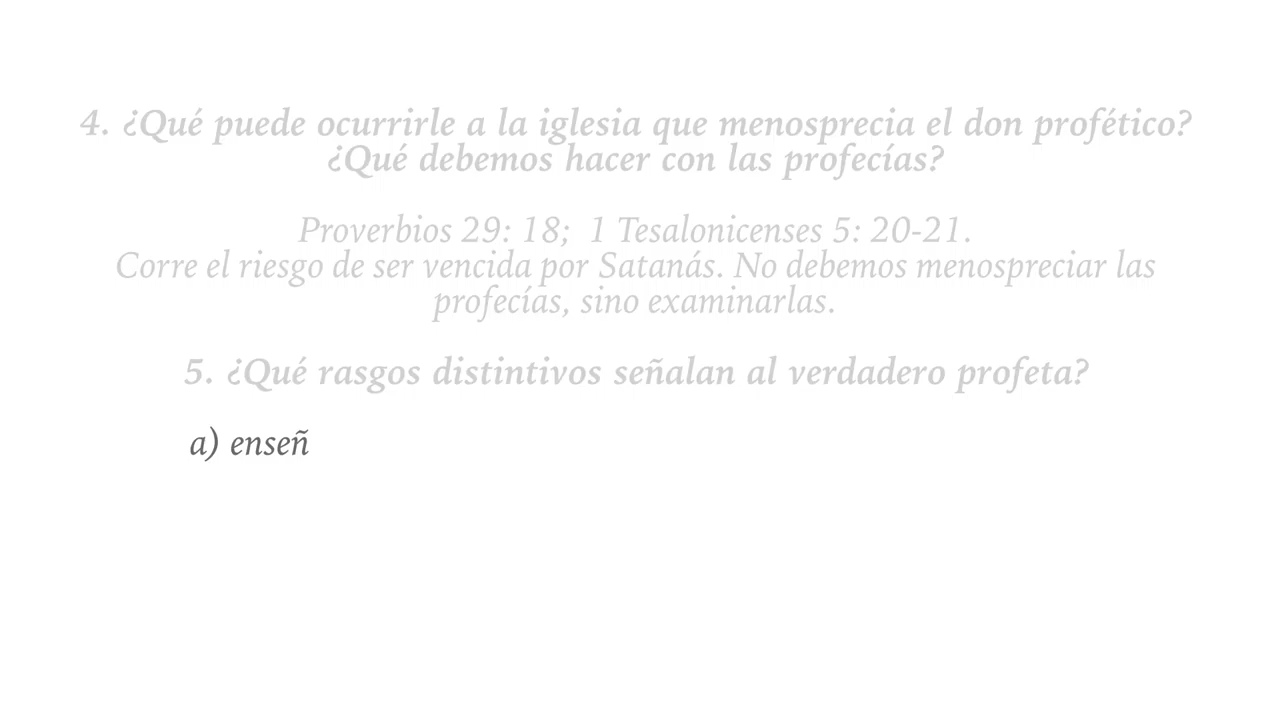 4. ¿Qué puede ocurrirle a la iglesia que menosprecia el don profético?
¿Qué debemos hacer con las profecías?
Proverbios 29: 18;  1 Tesalonicenses 5: 20-21.
Corre el riesgo de ser vencida por Satanás. No debemos menospreciar las
profecías, sino examinarlas.
5. ¿Qué rasgos distintivos señalan al verdadero profeta?
a) enseñ